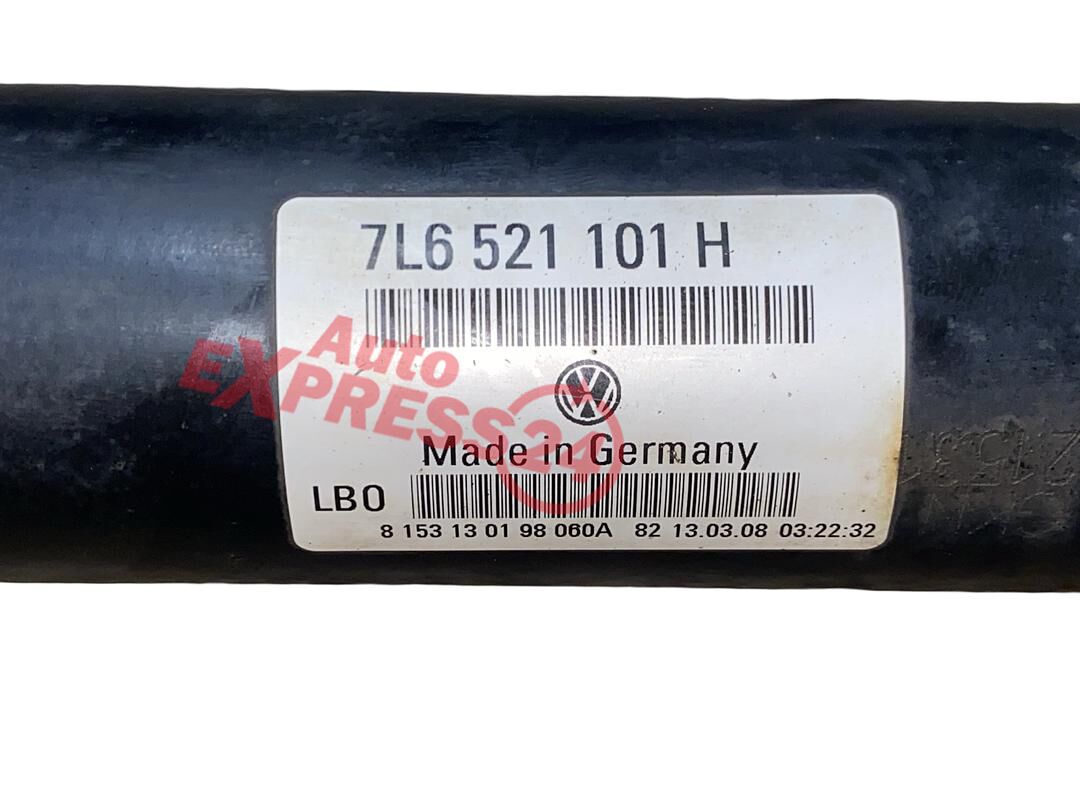 7L6 521 101 H
Auto
EXPRESS24
Made in Germany
LB0
8 153 13 01 98 060A 82 13.03.08 03:22:32